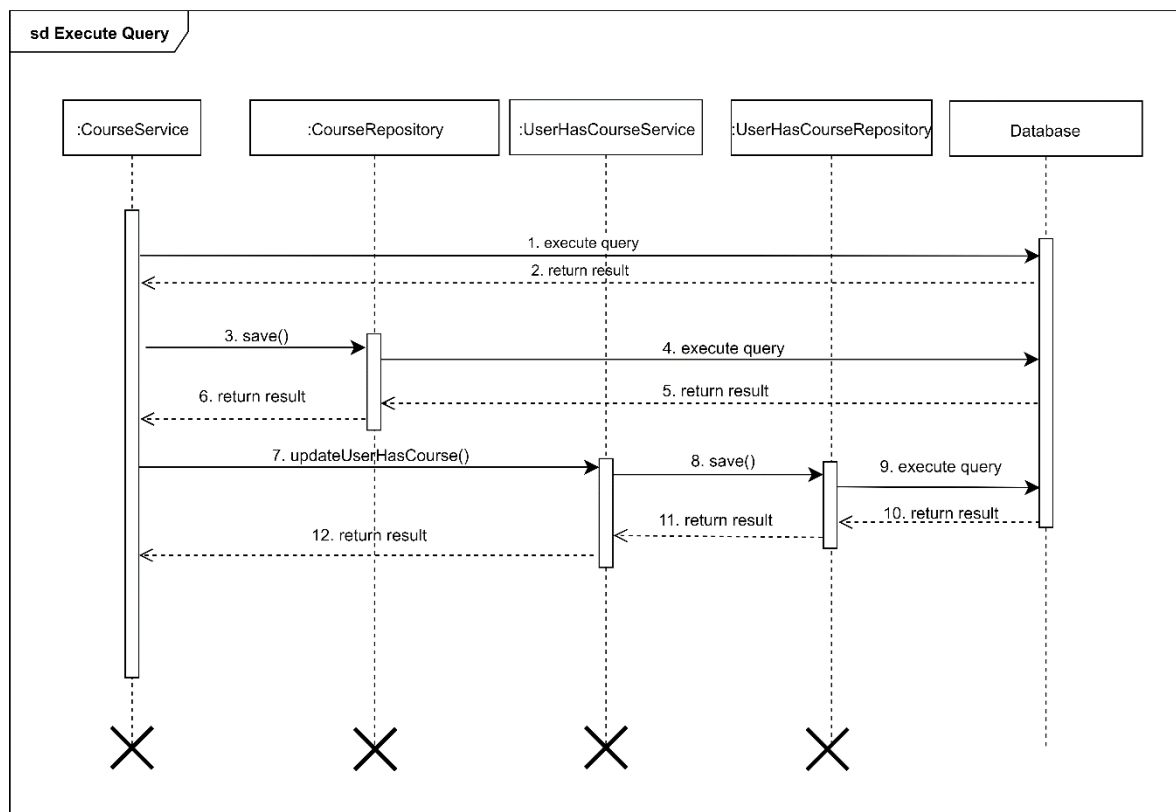 sd Execute Query
:CourseService
:CourseRepository
:UserHasCourseService
:UserHasCourseRepository
Database
1. execute query
2. return result
3. save()
4. execute query
5. return result
6. return result
7. updateUserHasCourse()
8. save()
9. execute query
10. return result
11. return result
12. return result